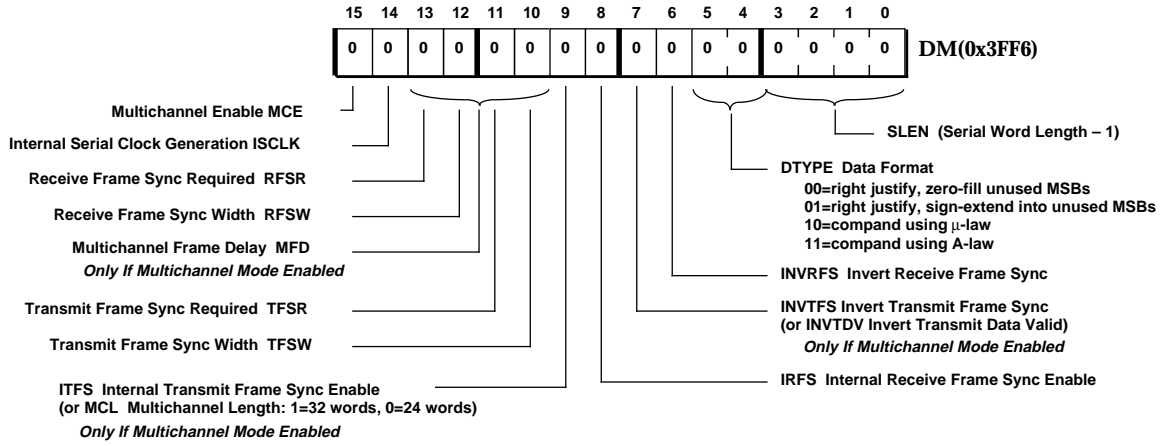 15 14 13 12 11 10 9 8 7 6 5 4 3 2 1 0
0 0 0 0 0 0 0 0 0 0 0 0 0 0 0 0 DM(0x3FF6)
Multichannel Enable MCE
Internal Serial Clock Generation ISCLK
Receive Frame Sync Required RFSR
Receive Frame Sync Width RFSW
Multichannel Frame Delay MFD
Only If Multichannel Mode Enabled
Transmit Frame Sync Required TFSR
Transmit Frame Sync Width TFSW
ITFS Internal Transmit Frame Sync Enable
(or MCL Multichannel Length: 1=32 words, 0=24 words)
Only If Multichannel Mode Enabled
SLEN (Serial Word Length – 1)
DTYPE Data Format
00=right justify, zero-fill unused MSBs
01=right justify, sign-extend into unused MSBs
10=compand using μ-law
11=compand using A-law
INVRFS Invert Receive Frame Sync
INVTFS Invert Transmit Frame Sync
(or INVTDV Invert Transmit Data Valid)
Only If Multichannel Mode Enabled
IRFS Internal Receive Frame Sync Enable